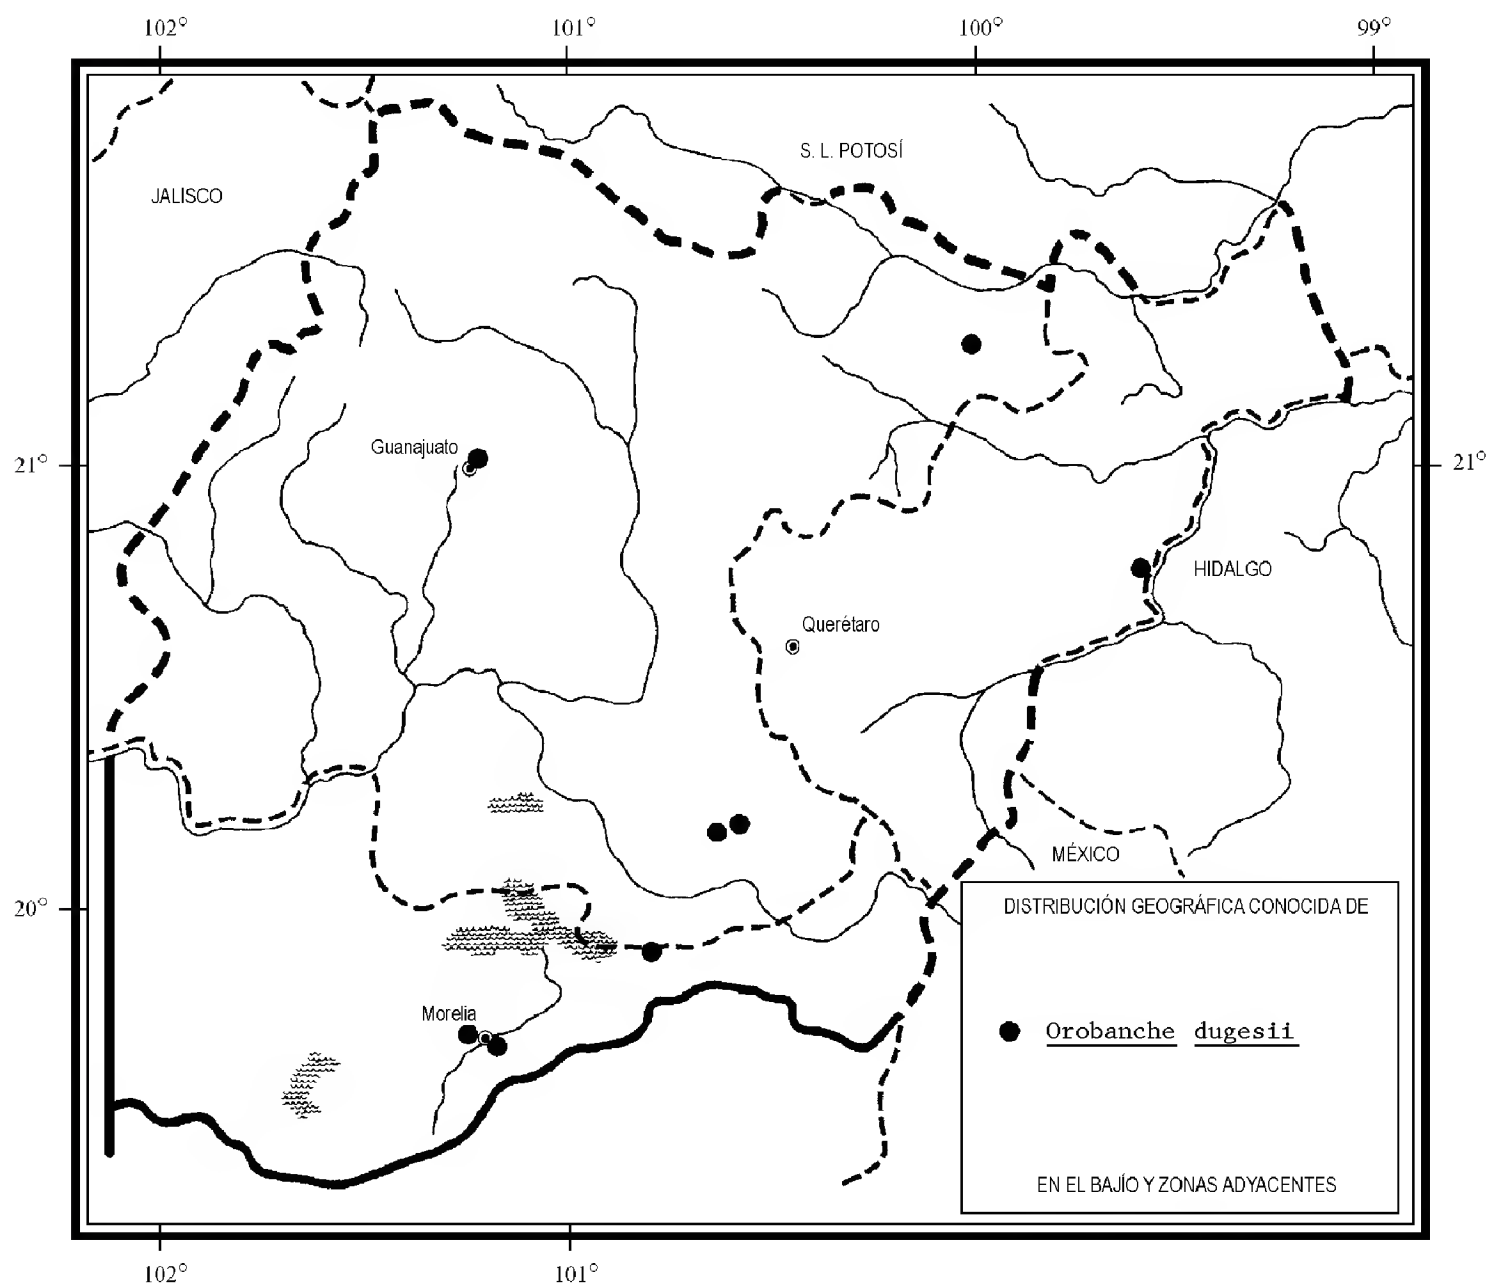 102° 101° 100° 99°
S. L. POTOSÍ
JALISCO
Guanajuato
21° 21°
HIDALGO
Querétaro
MÉXICO
20°
DISTRIBUCIÓN GEOGRÁFICA CONOCIDA DE
Morelia
Orobanche dugesii
EN EL BAJÍO Y ZONAS ADYACENTES
102° 101°